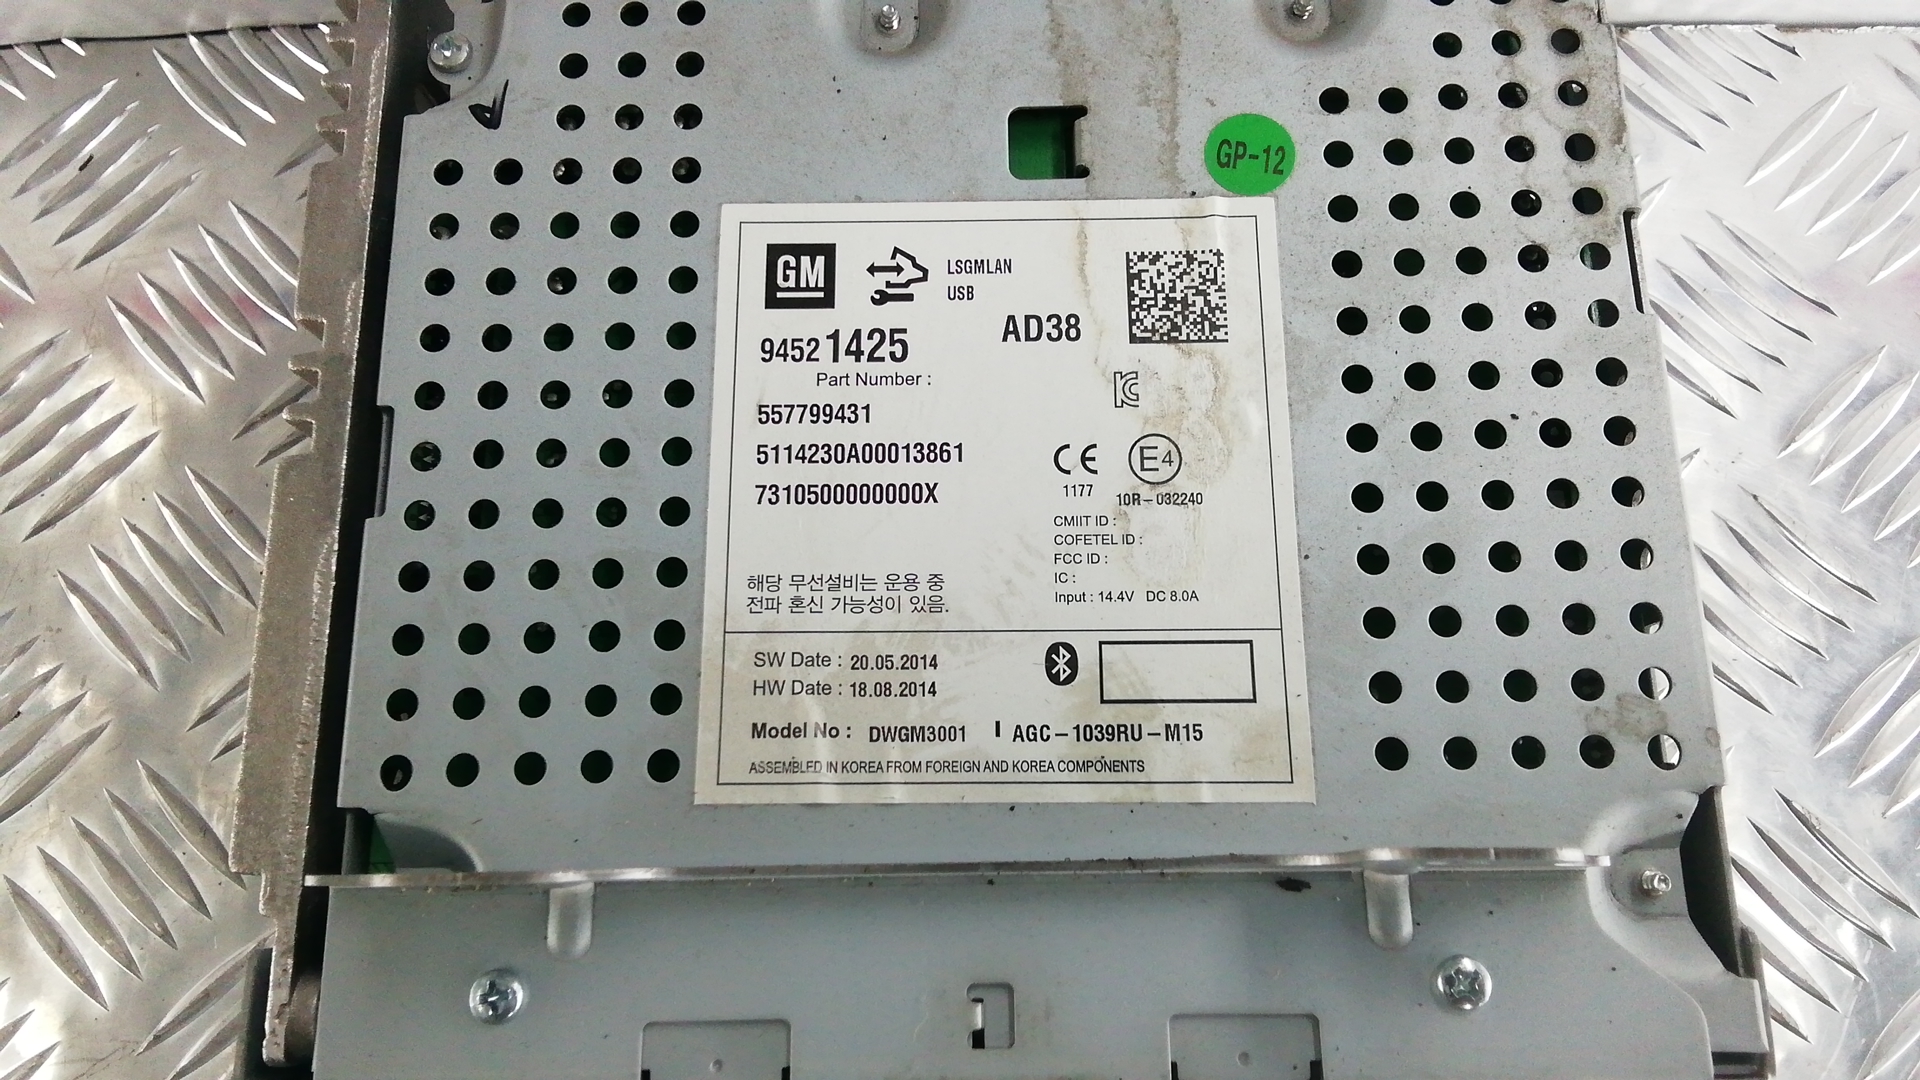 GP-12
GM
LSGMLAN
USB
94521425
AD38
Part Number :
557799431
5114230A00013861
7310500000000X
CE
1177
E4
10R-032240
CMIIT ID :
COFETEL ID :
FCC ID :
IC :
Input : 14.4V DC 8.0A
해당 무선설비는 운용 중
전파 혼신 가능성이 있음.
SW Date : 20.05.2014
HW Date : 18.08.2014
Model No : DWGM3001 I AGC-1039RU-M15
ASSEMBLED IN KOREA FROM FOREIGN AND KOREA COMPONENTS